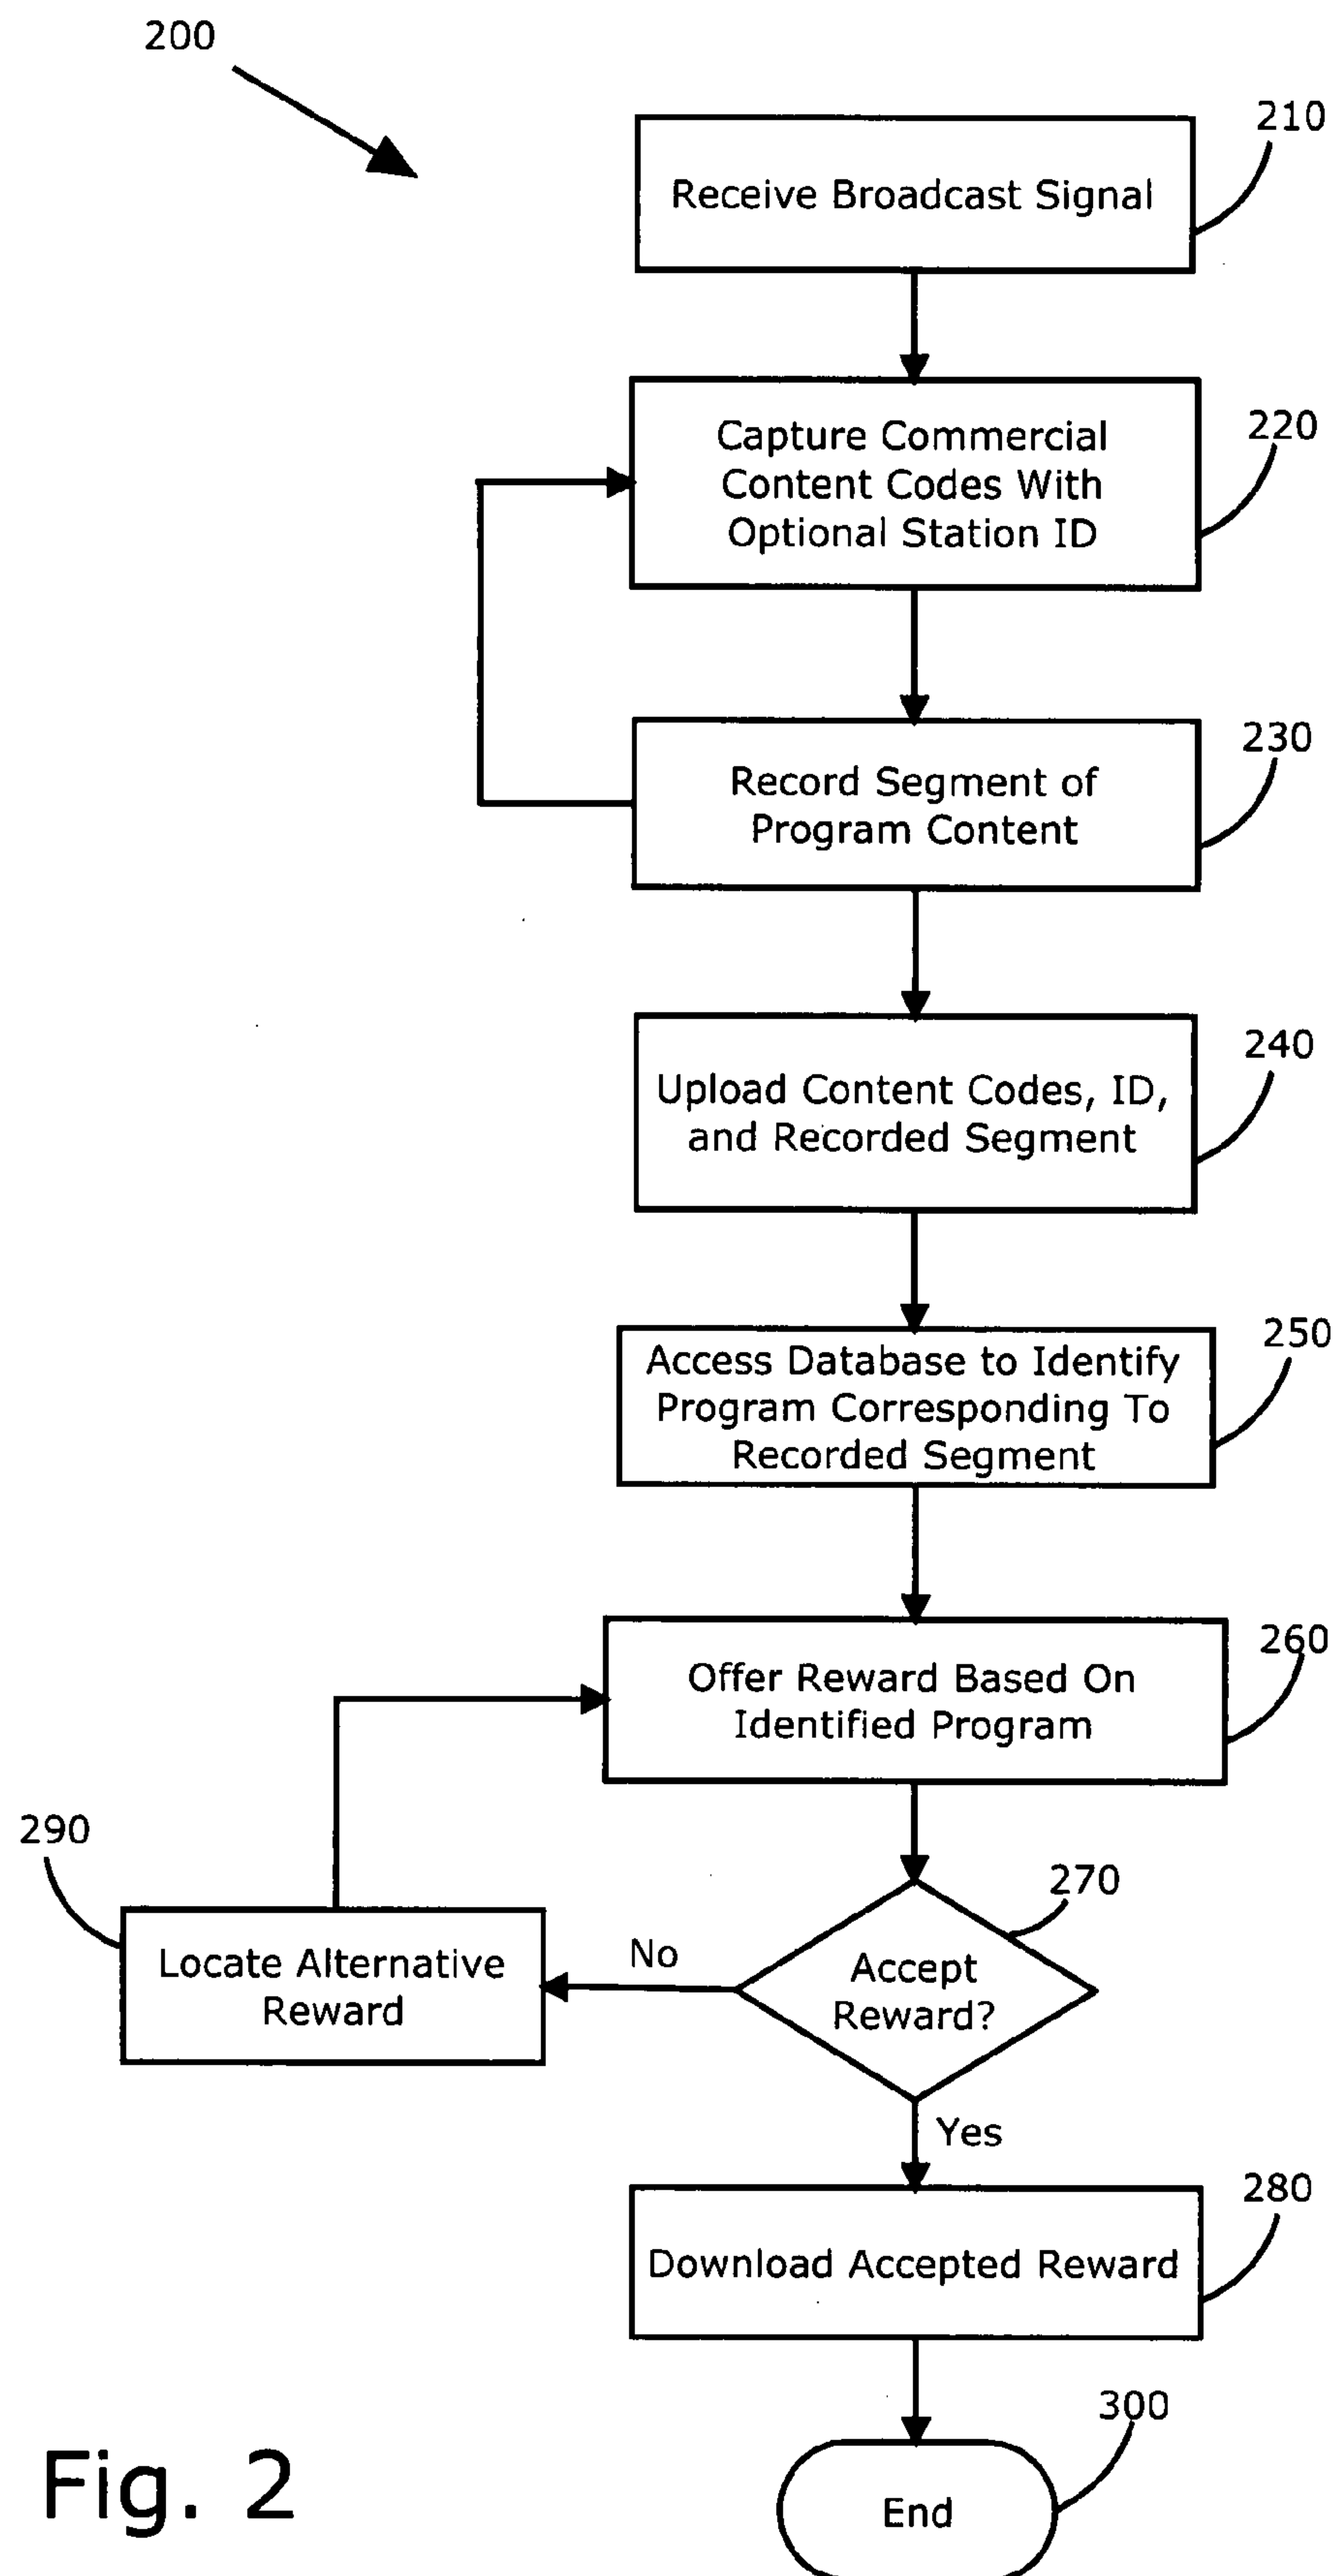 200
210
Receive Broadcast Signal
220
Capture Commercial
Content Codes With
Optional Station ID
230
Record Segment of
Program Content
240
Upload Content Codes, ID,
and Recorded Segment
250
Access Database to Identify
Program Corresponding To
Recorded Segment
260
Offer Reward Based On
Identified Program
290
270
Locate Alternative
Reward
No
Accept
Reward?
Yes
280
Download Accepted Reward
300
End
Fig. 2